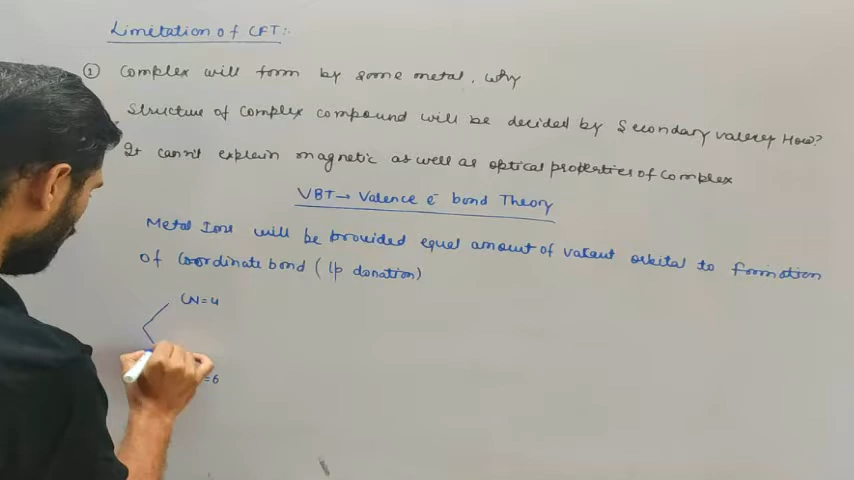 Limitation of CFT:-
① Complex will form by some metal, why
Structure of complex compound will be decided by Secondary valency How?
It can't explain magnetic as well as optical properties of complex
VBT→ Valence e⁻ bond Theory
Metal Ions will be provided equal amount of vacant orbital to formation
of coordinate bond (lp donation)
CN=4
=6